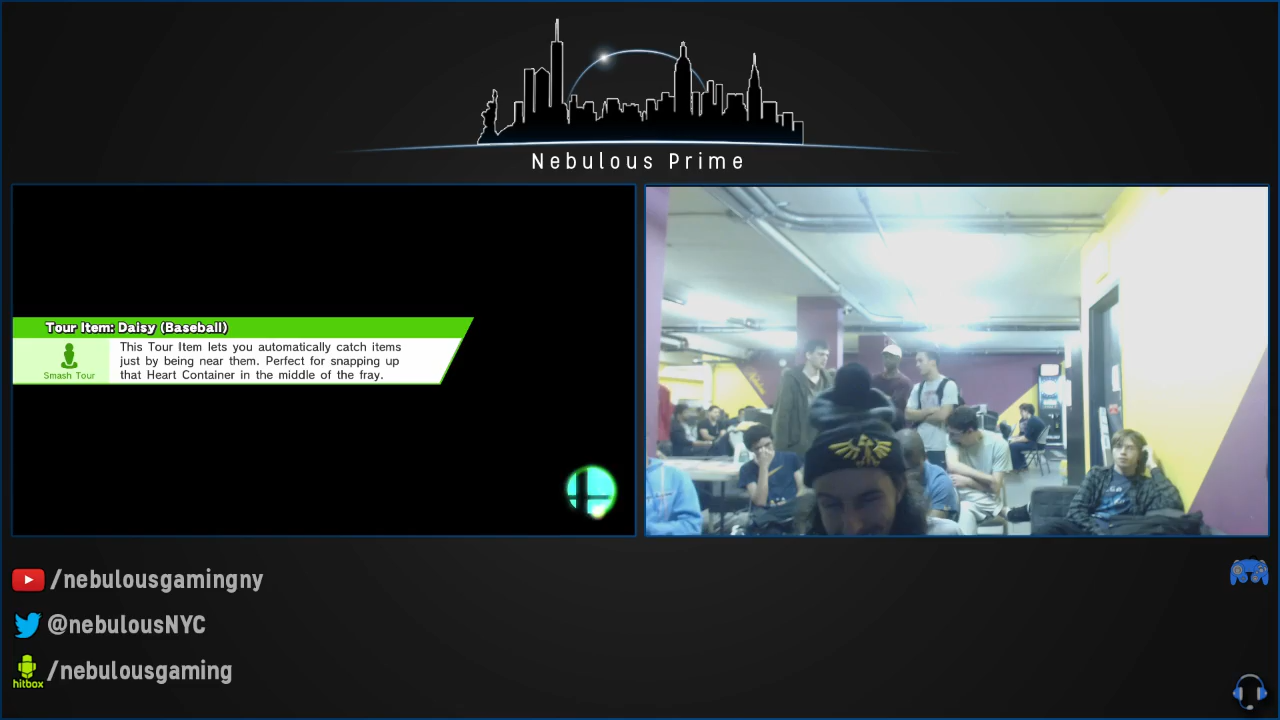 Nebulous Prime
Tour Item: Daisy (Baseball)
This Tour Item lets you automatically catch items
just by being near them. Perfect for snapping up
that Heart Container in the middle of the fray.
Smash Tour
/nebulousgamingny
@nebulousNYC
/nebulousgaming
hitbox